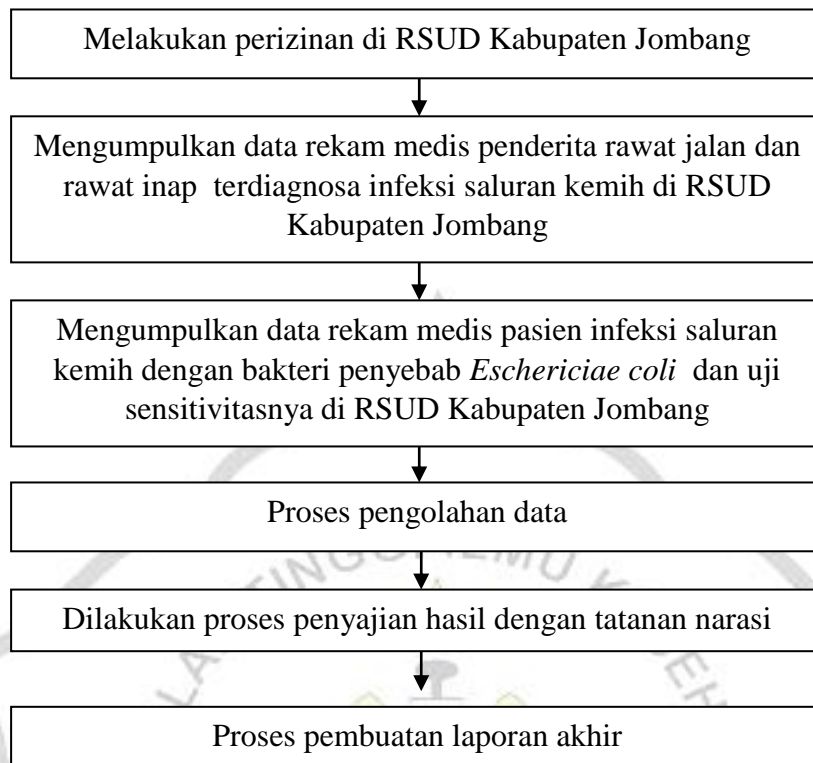 Melakukan perizinan di RSUD Kabupaten Jombang
Mengumpulkan data rekam medis penderita rawat jalan dan
rawat inap terdiagnosa infeksi saluran kemih di RSUD
Kabupaten Jombang
Mengumpulkan data rekam medis pasien infeksi saluran
kemih dengan bakteri penyebab Eschericiae coli dan uji
sensitivitasnya di RSUD Kabupaten Jombang
Proses pengolahan data
Dilakukan proses penyajian hasil dengan tatanan narasi
Proses pembuatan laporan akhir